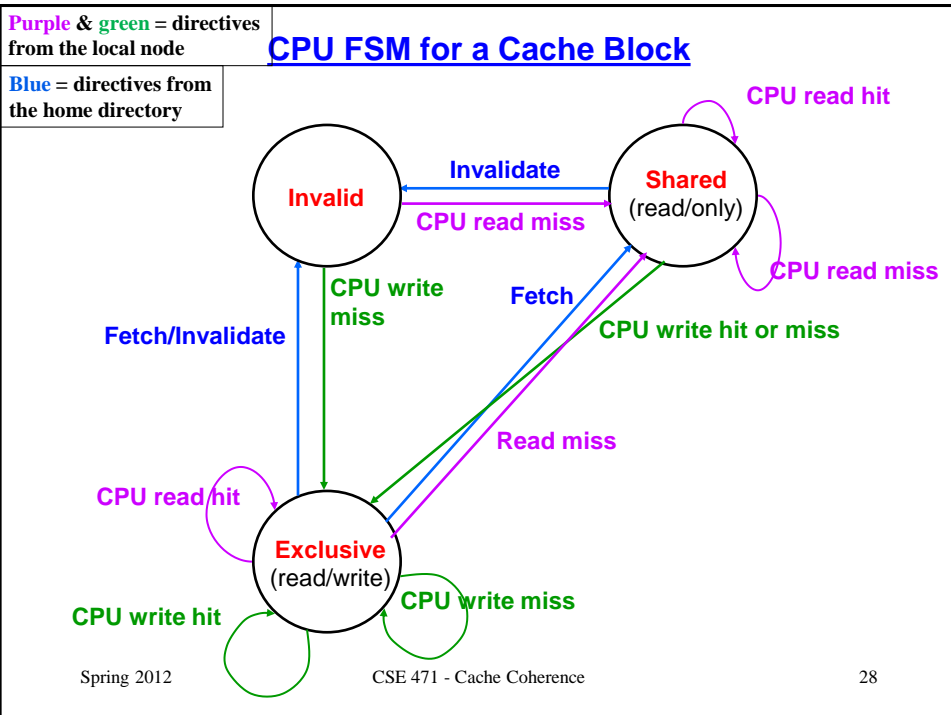 Purple & green = directives
from the local node
CPU FSM for a Cache Block
Blue = directives from
the home directory
CPU read hit
Invalidate
Invalid
Shared
(read/only)
CPU read miss
CPU read miss
CPU write
miss
Fetch
Fetch/Invalidate
CPU write hit or miss
Read miss
CPU read hit
Exclusive
(read/write)
CPU write miss
CPU write hit
Spring 2012
CSE 471 - Cache Coherence
28